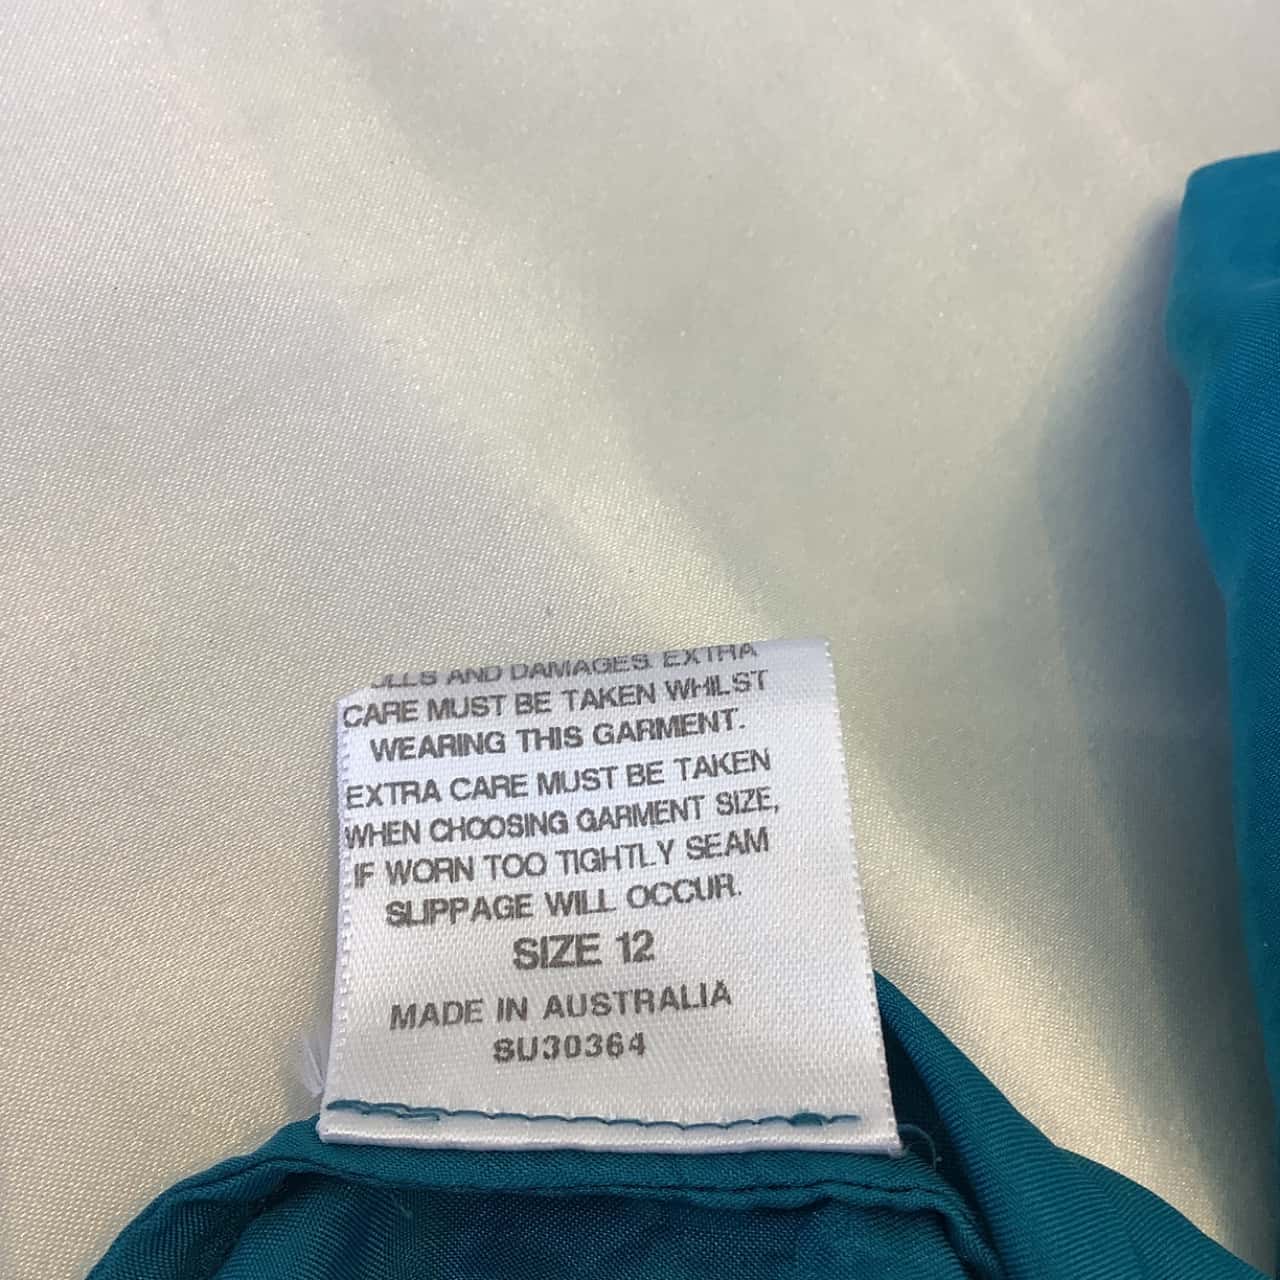 AND DAMAGES. EXTRA
CARE MUST BE TAKEN WHILST
WEARING THIS GARMENT.
EXTRA CARE MUST BE TAKEN
WHEN CHOOSING GARMENT SIZE,
IF WORN TOO TIGHTLY SEAM
SLIPPAGE WILL OCCUR.
SIZE 12
MADE IN AUSTRALIA
SU30364